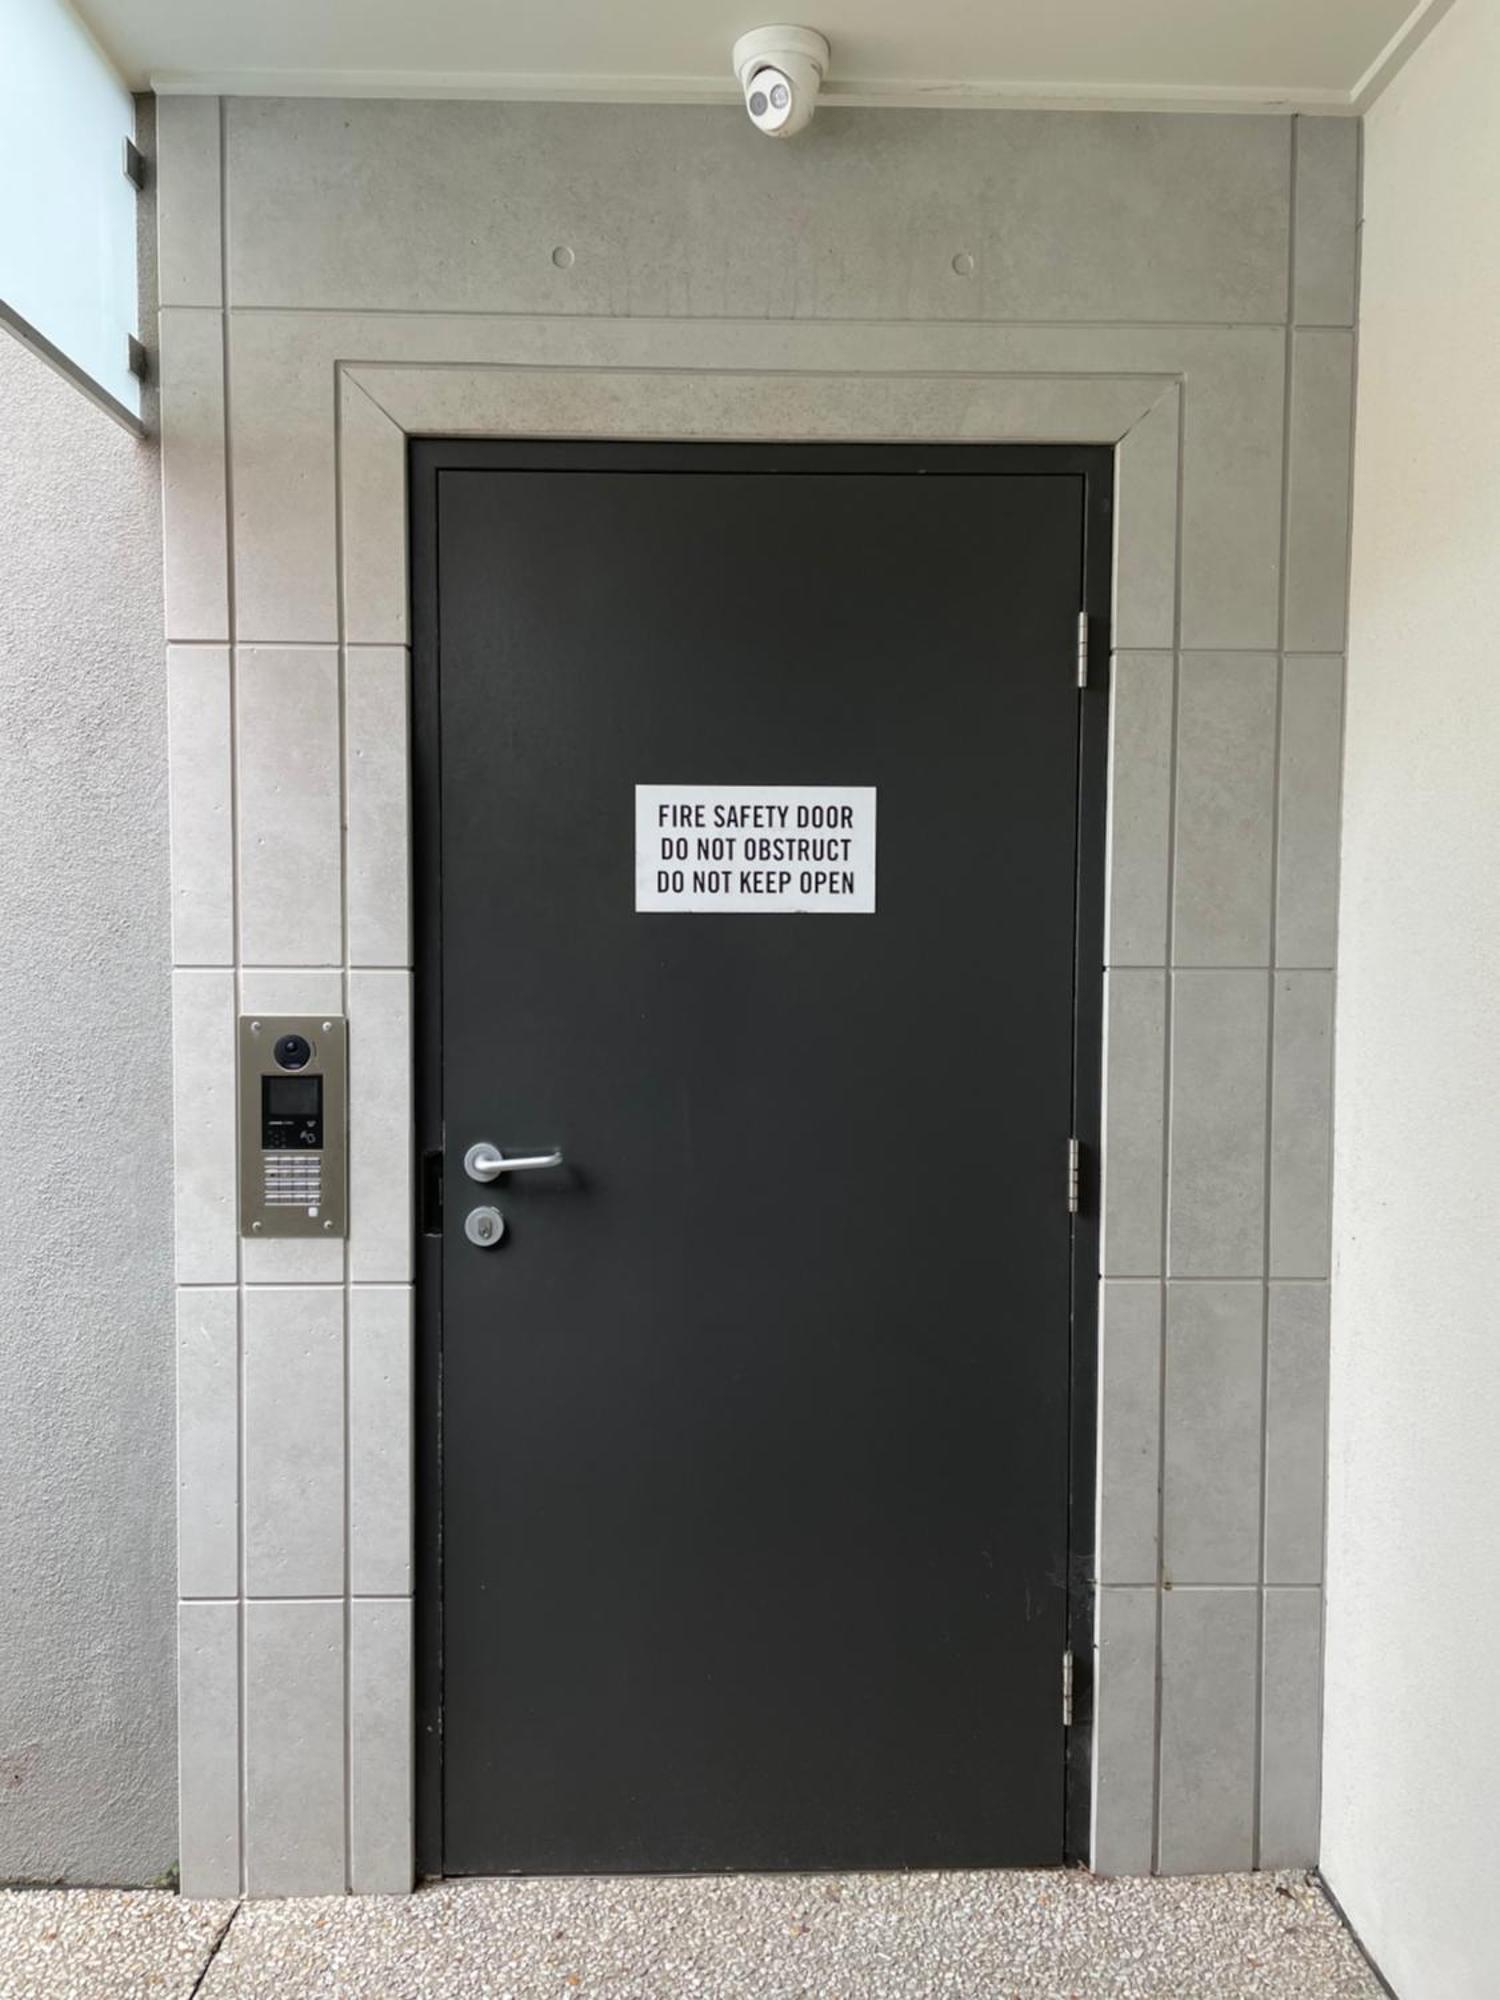 FIRE SAFETY DOOR
DO NOT OBSTRUCT
DO NOT KEEP OPEN